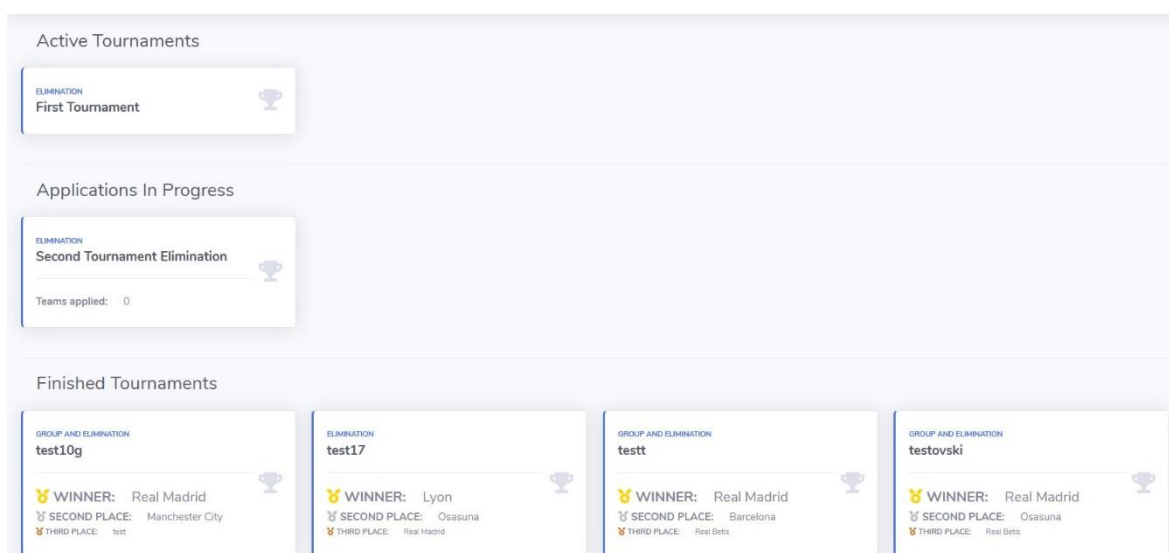 Active Tournaments
ELIMINATION
First Tournament
Applications In Progress
ELIMINATION
Second Tournament Elimination
Teams applied: 0
Finished Tournaments
GROUP AND ELIMINATION
test10g
WINNER: Real Madrid
SECOND PLACE: Manchester City
THIRD PLACE: test
ELIMINATION
test17
WINNER: Lyon
SECOND PLACE: Osasuna
THIRD PLACE: Real Madrid
GROUP AND ELIMINATION
testt
WINNER: Real Madrid
SECOND PLACE: Barcelona
THIRD PLACE: Real Betis
GROUP AND ELIMINATION
testovski
WINNER: Real Madrid
SECOND PLACE: Osasuna
THIRD PLACE: Real Betis